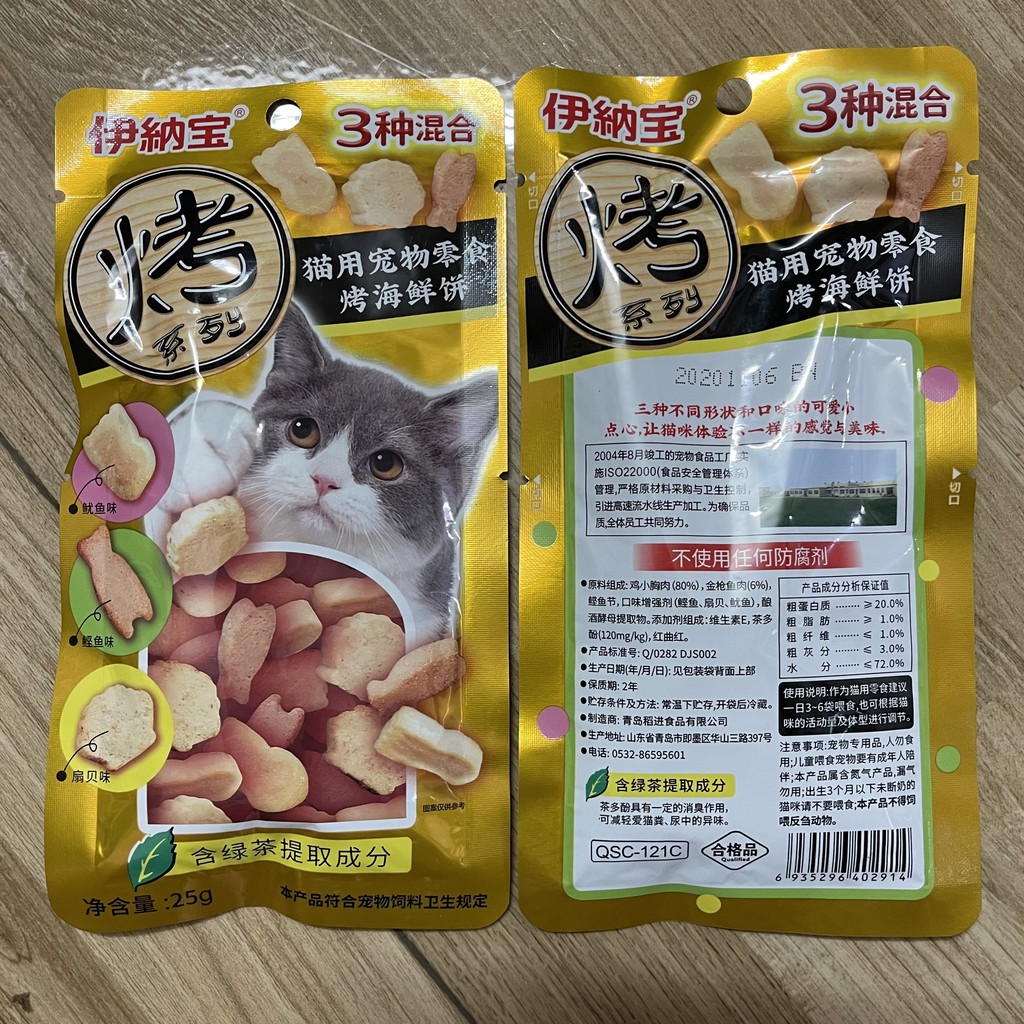 伊納宝®
3种混合
烤
系列
猫用宠物零食
烤海鲜饼
鱿鱼味
鲣鱼味
扇贝味
图案仅供参考
含绿茶提取成分
净含量:25g
本产品符合宠物饲料卫生规定
伊納宝®
3种混合
切口
烤
系列
猫用宠物零食
烤海鲜饼
切口
20201106
三种不同形状和口味的可爱小
点心,让猫咪体验不一样的感觉与美味。
2004年8月竣工的宠物食品工厂,实
施ISO22000(食品安全管理体系)
管理,严格原材料采购与卫生控制,
引进高速流水线生产加工。为确保品
质,全体员工共同努力。
切口
切口
不使用任何防腐剂
●原料组成:鸡小胸肉(80%),金枪鱼肉(6%),
鲣鱼节,口味增强剂(鲣鱼、扇贝、鱿鱼),酿
酒酵母提取物。添加剂组成:维生素E,茶多
酚(120mg/kg),红曲红。
●产品标准号:Q/0282 DJS002
●生产日期(年/月/日):见包装袋背面上部
●保质期:2年
●贮存条件及方法:常温下贮存,开袋后冷藏。
●制造商:青岛稻进食品有限公司
●生产地址:山东省青岛市即墨区华山三路397号
●电话:0532-86595601
产品成分分析保证值
粗蛋白质 ········ ≥20.0%
粗脂肪 ········ ≥ 1.0%
粗纤维 ········ ≤ 1.0%
粗灰分 ········ ≤ 3.0%
水分 ········ ≤72.0%
使用说明:作为猫用零食建议
一日3~6袋喂食,也可根据猫
咪的活动量及体型进行调节。
注意事项:宠物专用品,人勿食
用;儿童喂食宠物要有成年人陪
伴;本产品属含氮气产品,漏气
勿用;出生3个月以下未断奶的
猫咪请不要喂食;本产品不得饲
喂反刍动物。
含绿茶提取成分
茶多酚具有一定的消臭作用,
可减轻爱猫粪、尿中的异味。
QSC-121C
合格品
Qualified
6 935296 402914